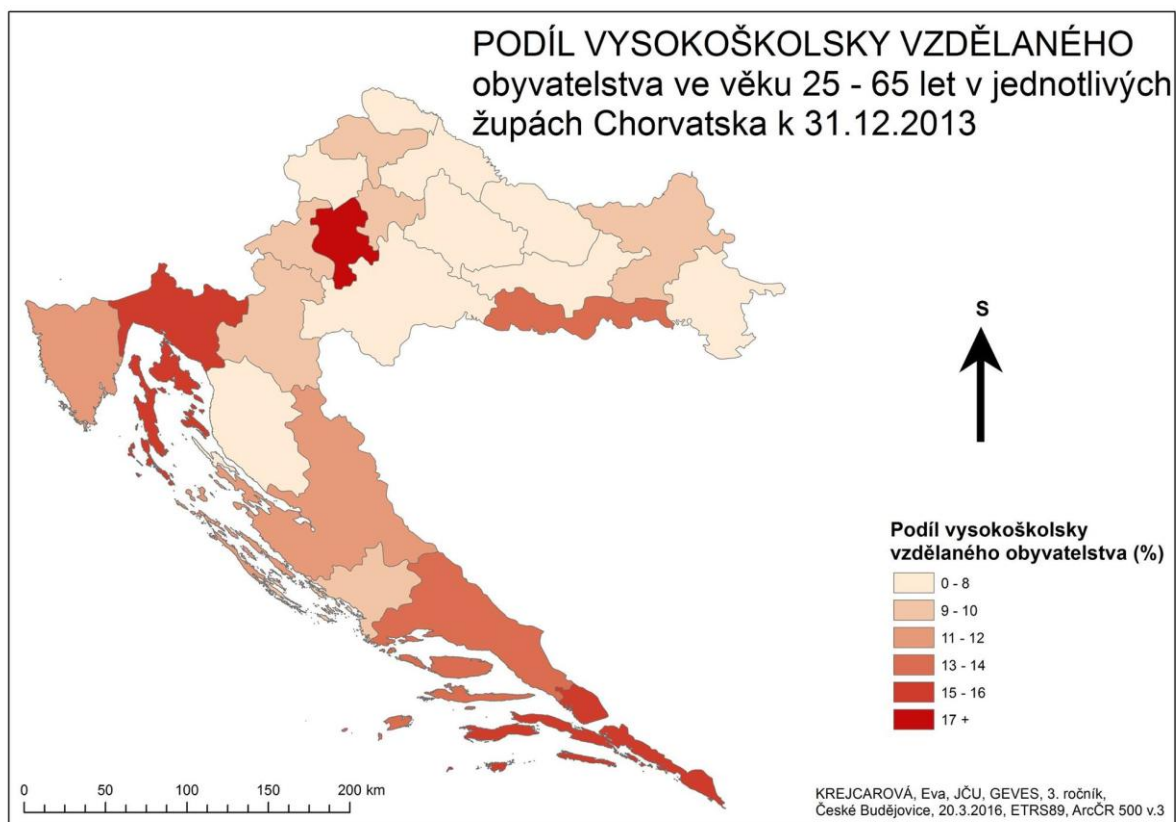 PODÍL VYSOKOŠKOLSKY VZDĚLANÉHO
obyvatelstva ve věku 25 - 65 let v jednotlivých
župách Chorvatska k 31.12.2013
S
Podíl vysokoškolsky
vzdělaného obyvatelstva (%)
0 - 8
9 - 10
11 - 12
13 - 14
15 - 16
17 +
0 50 100 150 200 km
KREJCAROVÁ, Eva, JČU, GEVES, 3. ročník,
České Budějovice, 20.3.2016, ETRS89, ArcČR 500 v.3